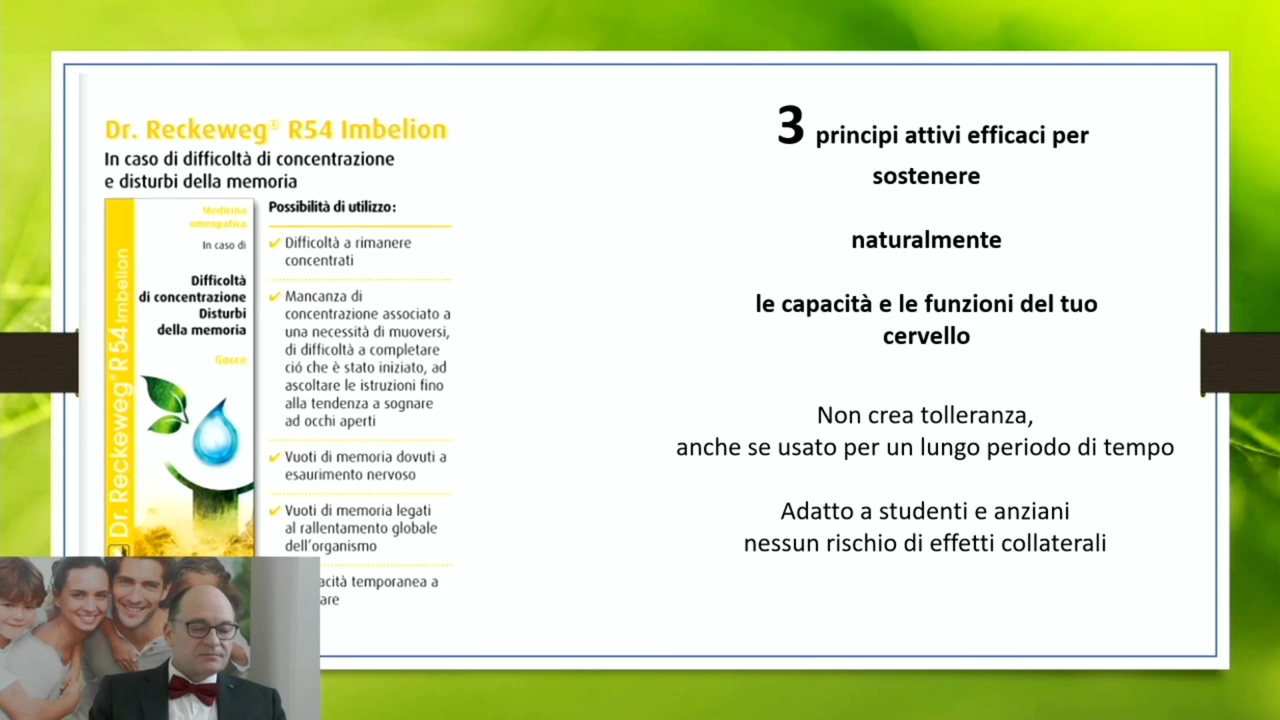 Dr. Reckeweg® R54 Imbelion
In caso di difficoltà di concentrazione
e disturbi della memoria
Medicina
omeopatica
In caso di
Difficoltà
di concentrazione
Disturbi
della memoria
Gocce
Dr. Reckeweg® R54 Imbelion
Possibilità di utilizzo:
Difficoltà a rimanere
concentrati
Mancanza di
concentrazione associato a
una necessità di muoversi,
di difficoltà a completare
ció che è stato iniziato, ad
ascoltare le istruzioni fino
alla tendenza a sognare
ad occhi aperti
Vuoti di memoria dovuti a
esaurimento nervoso
Vuoti di memoria legati
al rallentamento globale
dell'organismo
acità temporanea a
are
3 principi attivi efficaci per
sostenere
naturalmente
le capacità e le funzioni del tuo
cervello
Non crea tolleranza,
anche se usato per un lungo periodo di tempo
Adatto a studenti e anziani
nessun rischio di effetti collaterali